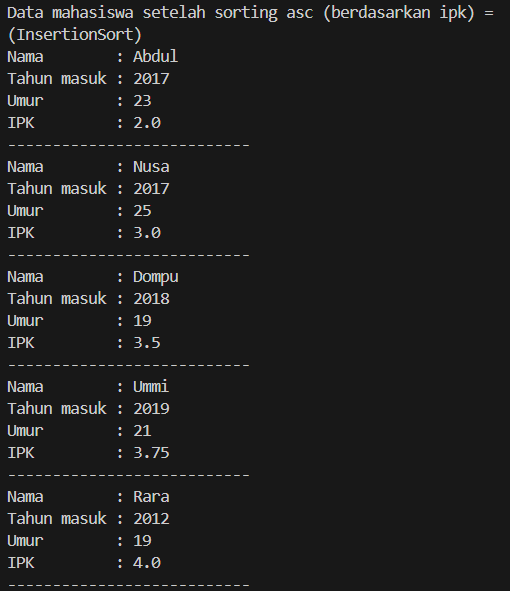 Data mahasiswa setelah sorting asc (berdasarkan ipk) =
(InsertionSort)
Nama        : Abdul
Tahun masuk : 2017
Umur        : 23
IPK         : 2.0
---------------------------
Nama        : Nusa
Tahun masuk : 2017
Umur        : 25
IPK         : 3.0
---------------------------
Nama        : Dompu
Tahun masuk : 2018
Umur        : 19
IPK         : 3.5
---------------------------
Nama        : Ummi
Tahun masuk : 2019
Umur        : 21
IPK         : 3.75
---------------------------
Nama        : Rara
Tahun masuk : 2012
Umur        : 19
IPK         : 4.0
---------------------------